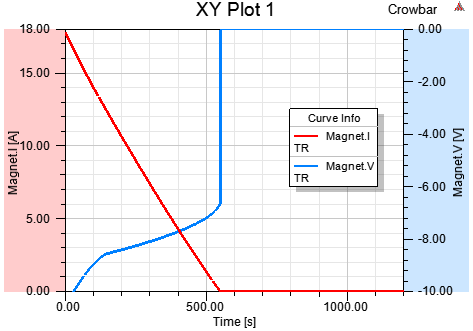 XY Plot 1
Crowbar
18.00
15.00
10.00
5.00
0.00
Magnet.I [A]
0.00
-2.00
-4.00
-6.00
-8.00
-10.00
Magnet.V [V]
Curve Info
Magnet.I
TR
Magnet.V
TR
0.00
500.00
1000.00
Time [s]